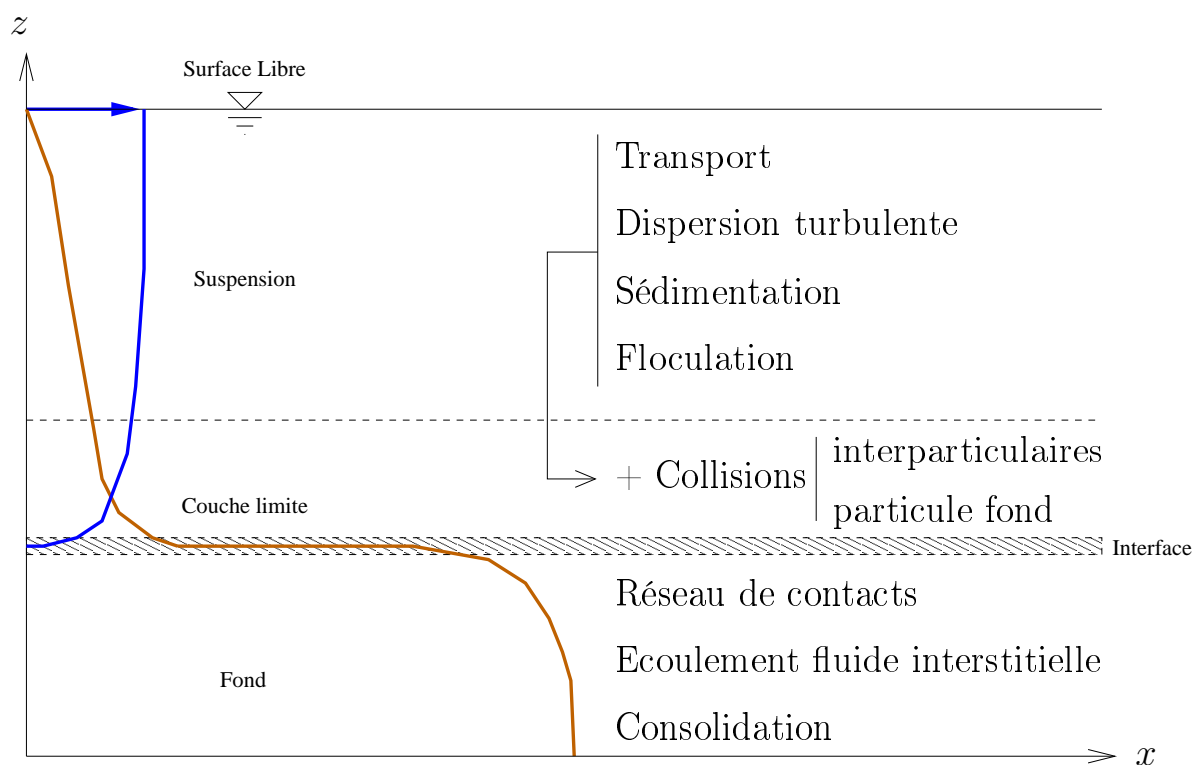 z
Surface Libre
Transport
Dispersion turbulente
Suspension
Sédimentation
Floculation
interparticulaires
+ Collisions
Couche limite
particule fond
Interface
Réseau de contacts
Ecoulement fluide interstitielle
Fond
Consolidation
x